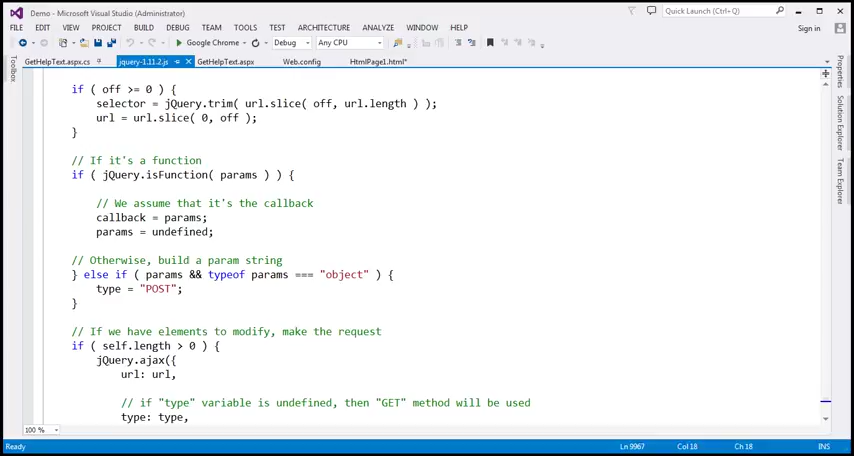 Demo - Microsoft Visual Studio (Administrator)
Quick Launch (Ctrl+Q)
FILE EDIT VIEW PROJECT BUILD DEBUG TEAM TOOLS TEST ARCHITECTURE ANALYZE WINDOW HELP
Sign in
Google Chrome Debug Any CPU
GetHelpText.aspx.cs jquery-1.11.2.js GetHelpText.aspx Web.config HtmlPage1.html*
Toolbox
if ( off >= 0 ) {
selector = jQuery.trim( url.slice( off, url.length ) );
url = url.slice( 0, off );
}
// If it's a function
if ( jQuery.isFunction( params ) ) {
// We assume that it's the callback
callback = params;
params = undefined;
// Otherwise, build a param string
} else if ( params && typeof params === "object" ) {
type = "POST";
}
// If we have elements to modify, make the request
if ( self.length > 0 ) {
jQuery.ajax({
url: url,
// if "type" variable is undefined, then "GET" method will be used
type: type,
Properties
Solution Explorer
Team Explorer
100 %
Ready Ln 9967 Col 18 Ch 18 INS